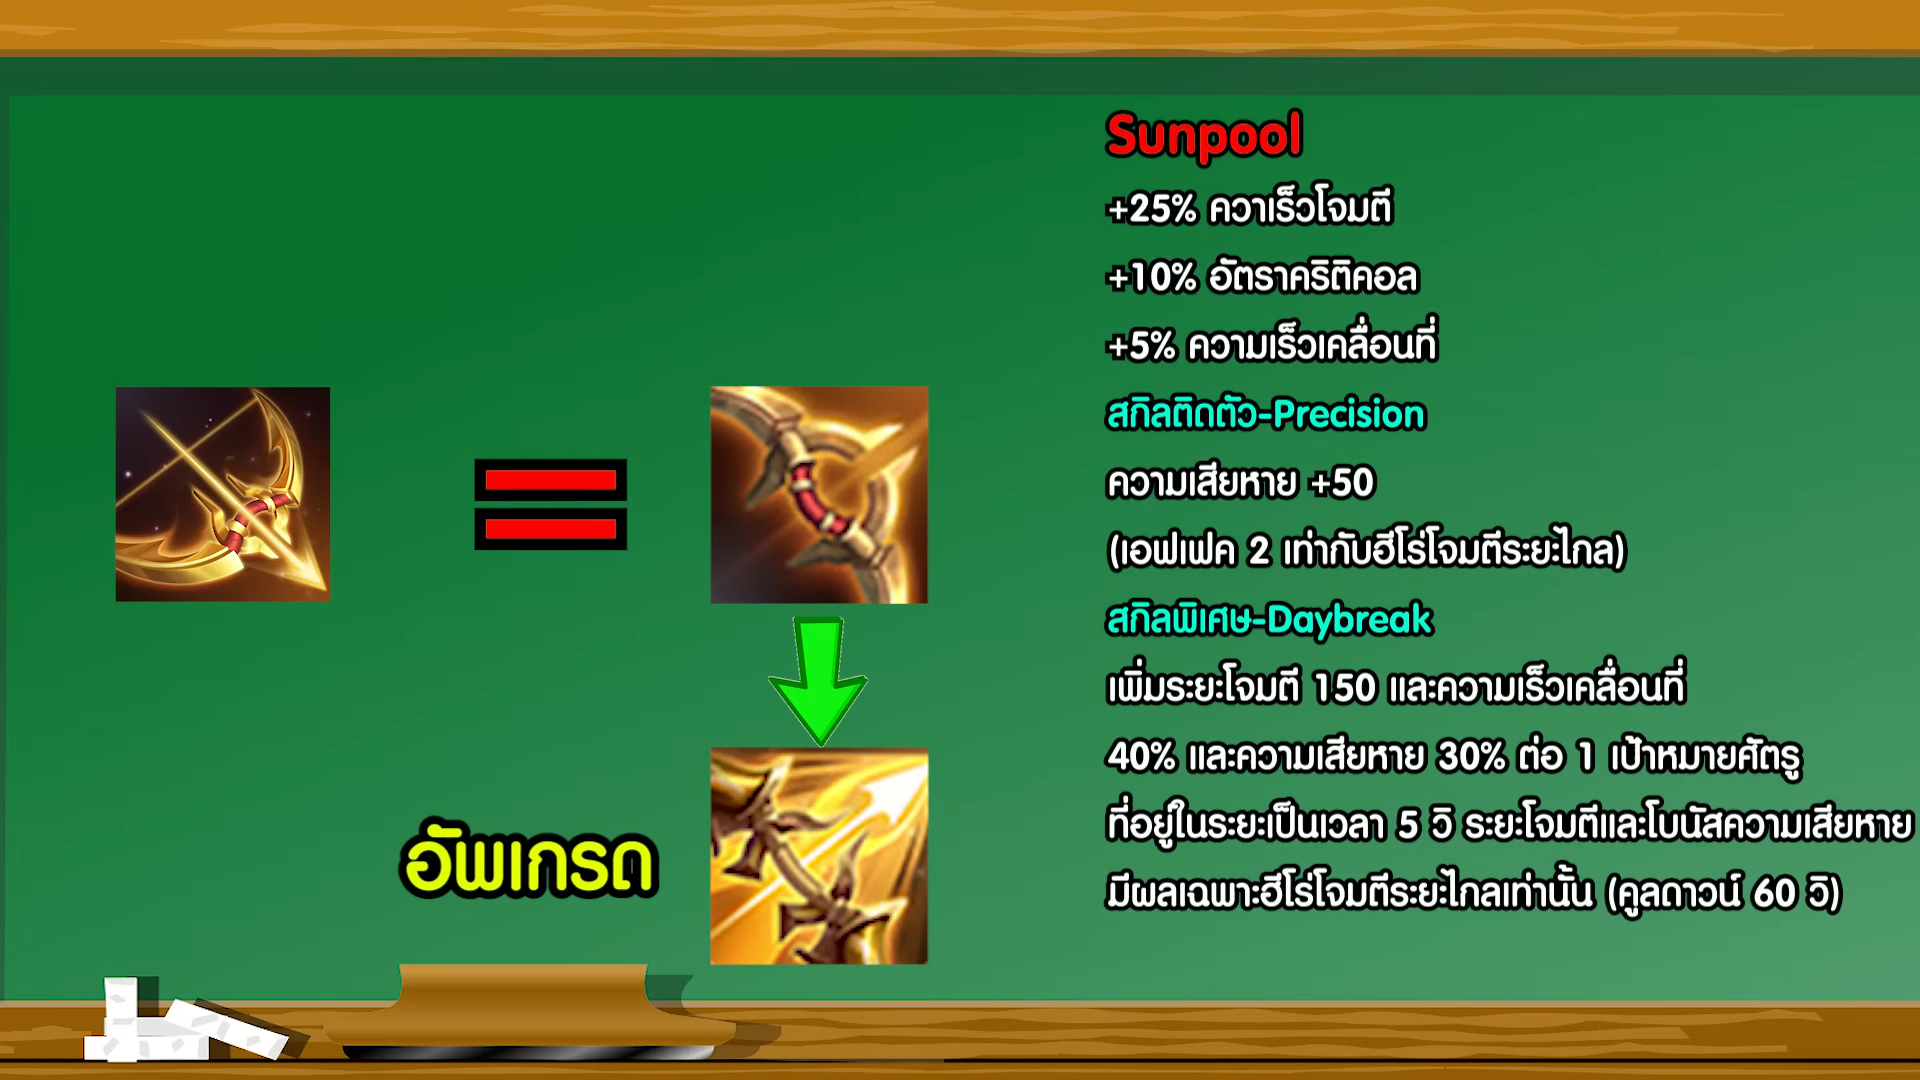 Sunpool
+25% ควาเร็วโจมตี
+10% อัตราคริติคอล
+5% ความเร็วเคลื่อนที่
สกิลติดตัว-Precision
ความเสียหาย +50
(เอฟเฟค 2 เท่ากับฮีโร่โจมตีระยะไกล)
สกิลพิเศษ-Daybreak
เพิ่มระยะโจมตี 150 และความเร็วเคลื่อนที่
40% และความเสียหาย 30% ต่อ 1 เป้าหมายศัตรู
ที่อยู่ในระยะเป็นเวลา 5 วิ ระยะโจมตีและโบนัสความเสียหาย
มีผลเฉพาะฮีโร่โจมตีระยะไกลเท่านั้น (คูลดาวน์ 60 วิ)
อัพเกรด